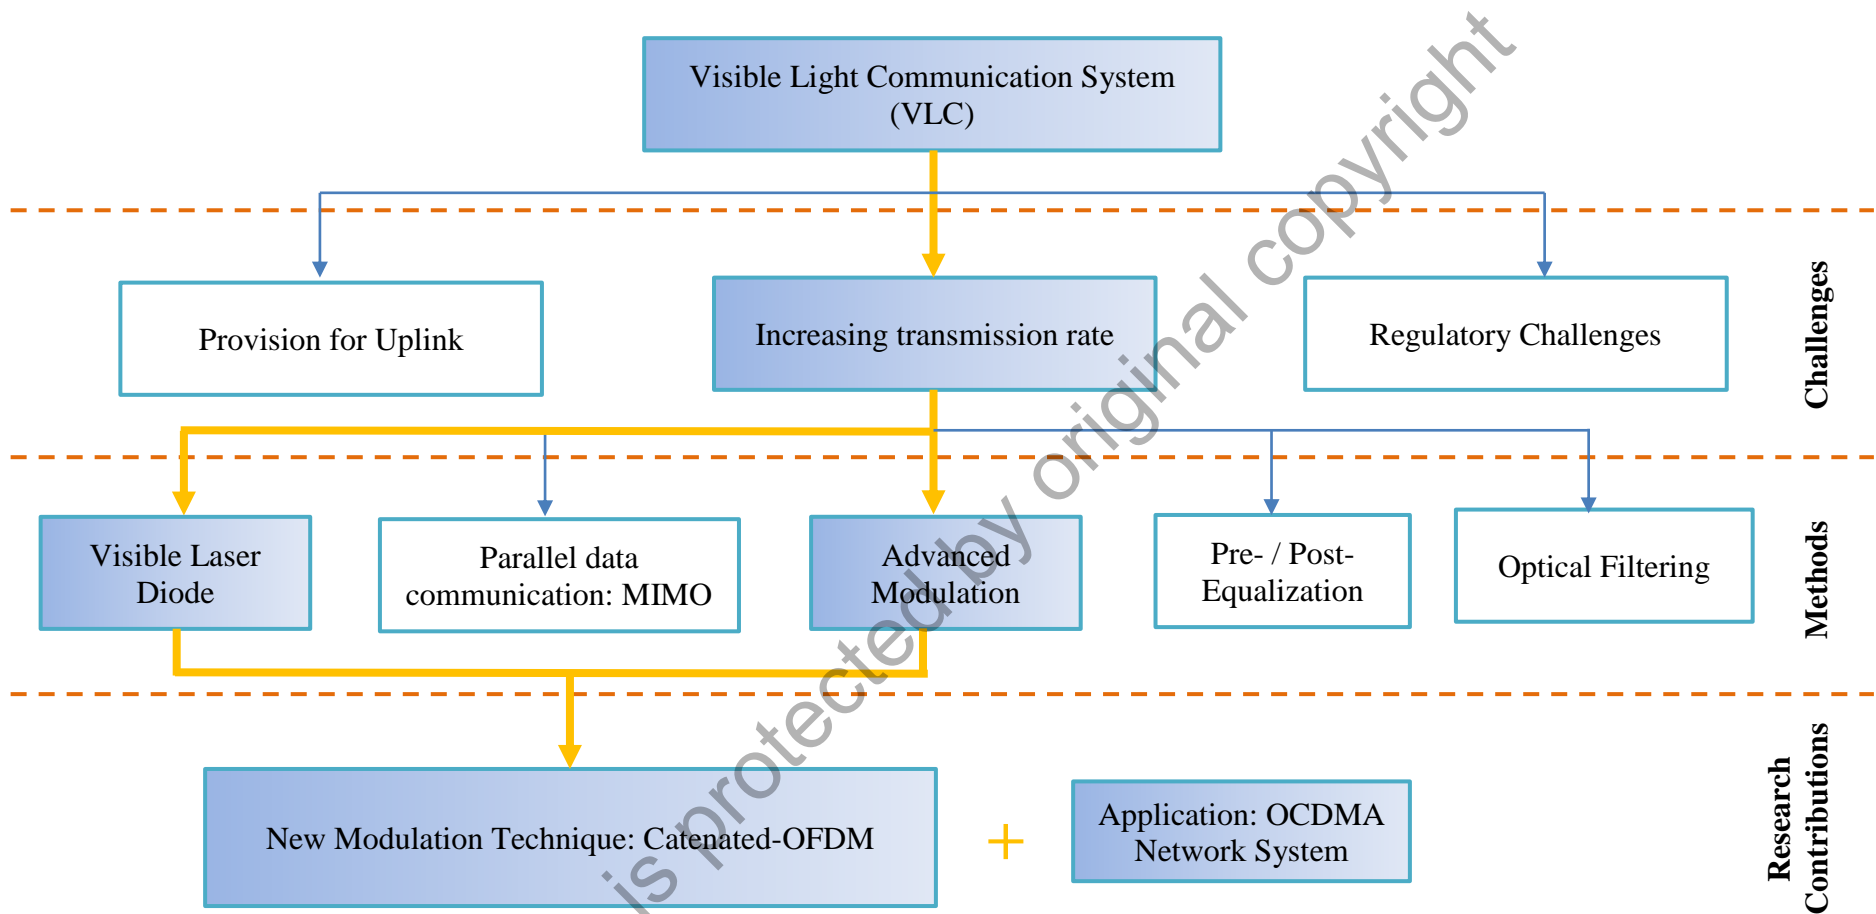 Visible Light Communication System
(VLC)
Provision for Uplink
Increasing transmission rate
Regulatory Challenges
Challenges
Visible Laser
Diode
Parallel data
communication: MIMO
Advanced
Modulation
Pre- / Post-
Equalization
Optical Filtering
Methods
New Modulation Technique: Catenated-OFDM
+
Application: OCDMA
Network System
Research
Contributions
is protected by original copyright